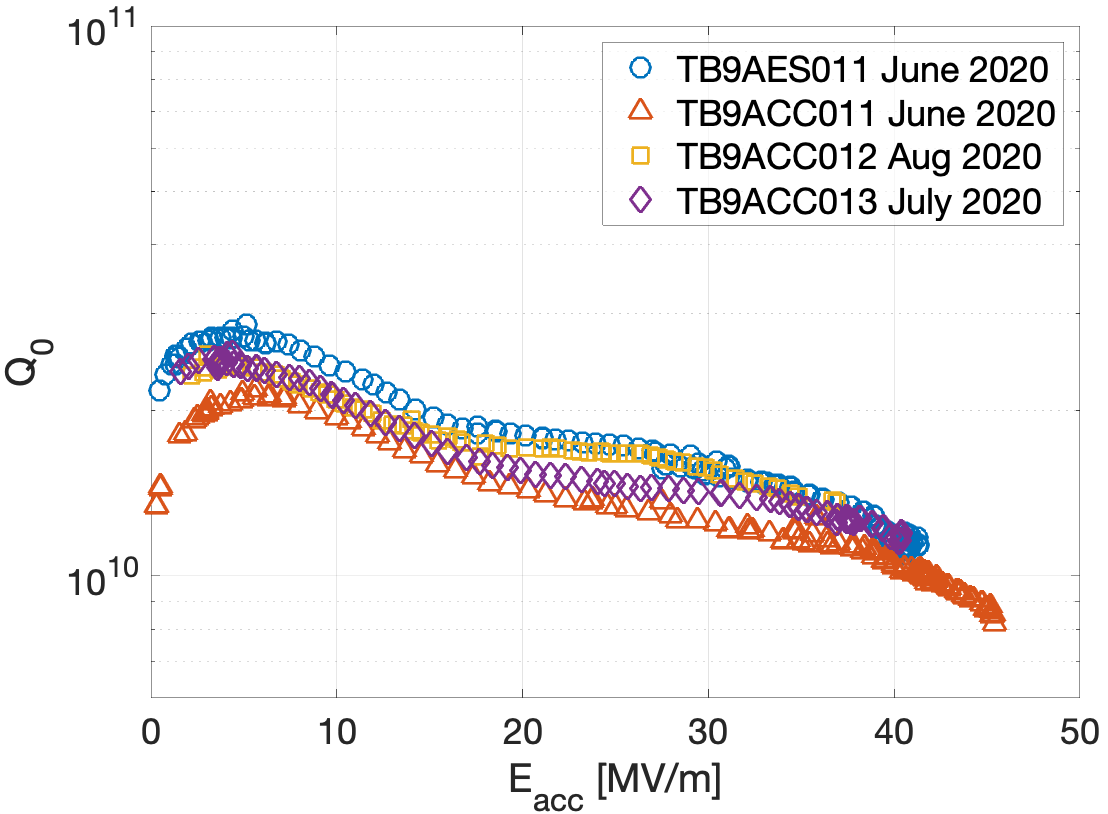 10^11
TB9AES011 June 2020
TB9ACC011 June 2020
TB9ACC012 Aug 2020
TB9ACC013 July 2020
Q_0
10^10
0 10 20 30 40 50
E_acc [MV/m]